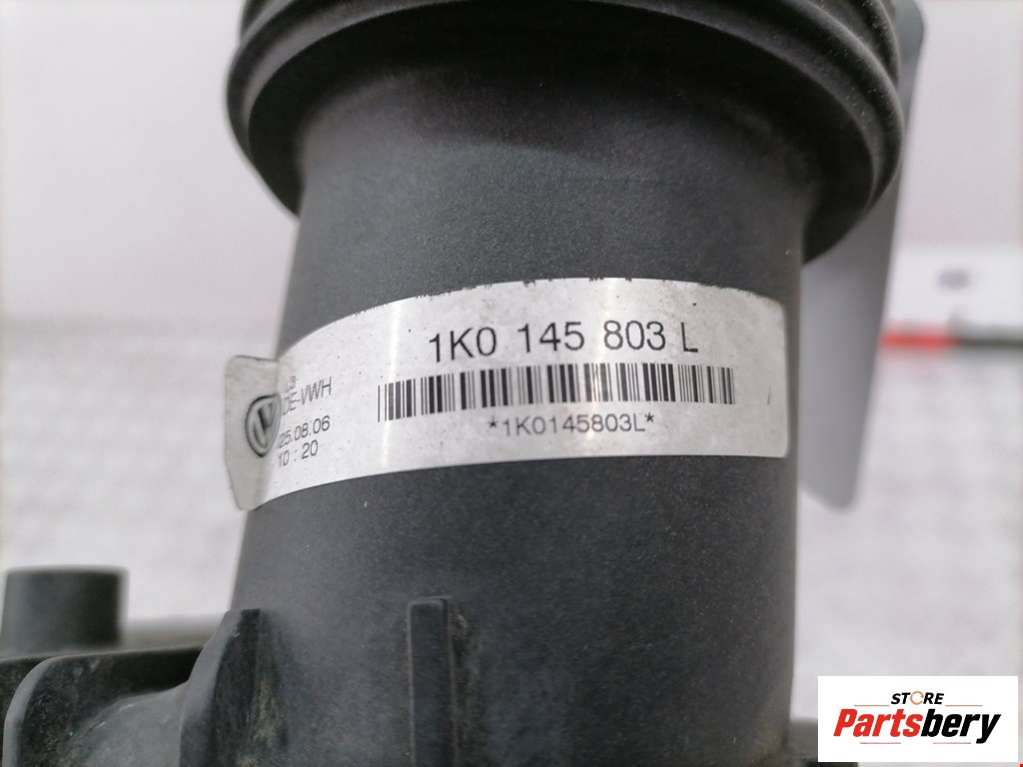 1K0 145 803 L
*1K0145803L*
DE-VWH
25.08.06
10 : 20
STORE
Partsbery